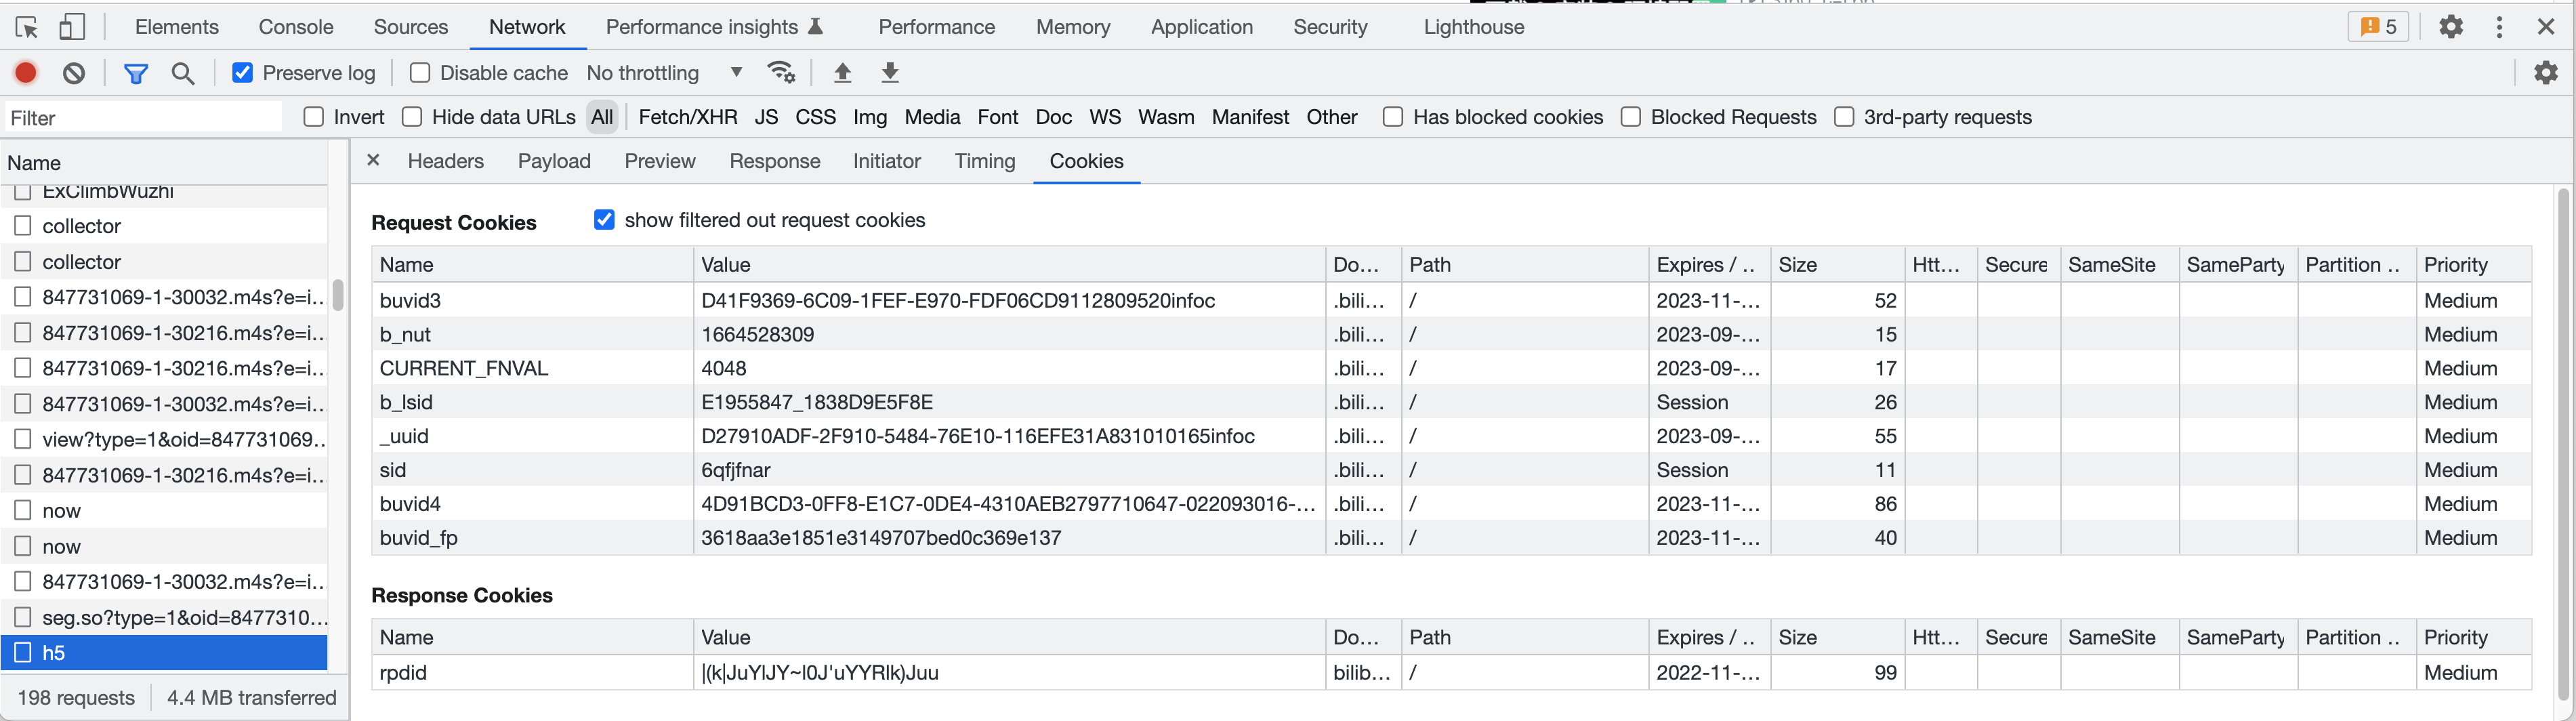 Elements Console Sources Network Performance insights Performance Memory Application Security Lighthouse 5
Preserve log Disable cache No throttling
Filter Invert Hide data URLs All Fetch/XHR JS CSS Img Media Font Doc WS Wasm Manifest Other Has blocked cookies Blocked Requests 3rd-party requests
Name
ExClimbWuzhi
collector
collector
847731069-1-30032.m4s?e=i...
847731069-1-30216.m4s?e=i...
847731069-1-30216.m4s?e=i...
847731069-1-30032.m4s?e=i...
view?type=1&oid=847731069...
847731069-1-30216.m4s?e=i...
now
now
847731069-1-30032.m4s?e=i...
seg.so?type=1&oid=8477310...
h5
198 requests 4.4 MB transferred
× Headers Payload Preview Response Initiator Timing Cookies
Request Cookies show filtered out request cookies
Name Value Do... Path Expires / .. Size Htt... Secure SameSite SameParty Partition .. Priority
buvid3 D41F9369-6C09-1FEF-E970-FDF06CD9112809520infoc .bili... / 2023-11-... 52 Medium
b_nut 1664528309 .bili... / 2023-09-... 15 Medium
CURRENT_FNVAL 4048 .bili... / 2023-09-... 17 Medium
b_lsid E1955847_1838D9E5F8E .bili... / Session 26 Medium
_uuid D27910ADF-2F910-5484-76E10-116EFE31A831010165infoc .bili... / 2023-09-... 55 Medium
sid 6qfjfnar .bili... / Session 11 Medium
buvid4 4D91BCD3-0FF8-E1C7-0DE4-4310AEB2797710647-022093016-... .bili... / 2023-11-... 86 Medium
buvid_fp 3618aa3e1851e3149707bed0c369e137 .bili... / 2023-11-... 40 Medium
Response Cookies
Name Value Do... Path Expires / .. Size Htt... Secure SameSite SameParty Partition .. Priority
rpdid |(k|JuYlJY~l0J'uYYRlk)Juu bilib... / 2022-11-... 99 Medium